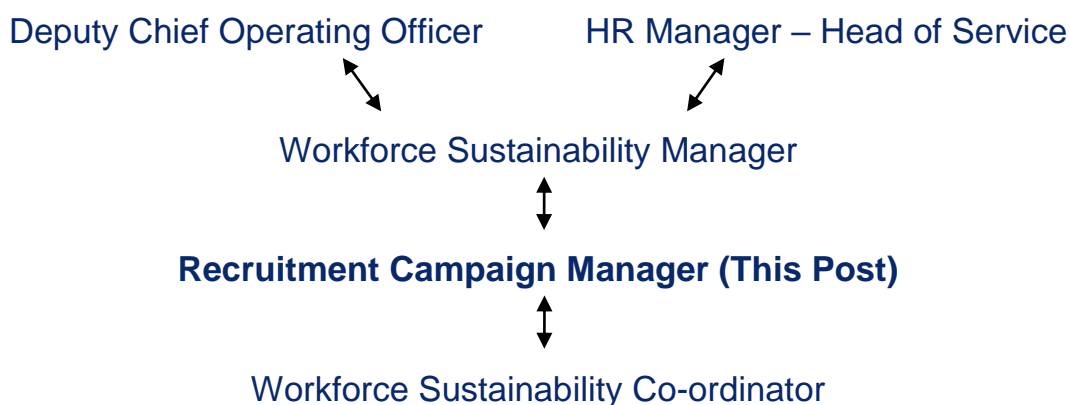 Deputy Chief Operating Officer HR Manager – Head of Service
Workforce Sustainability Manager
Recruitment Campaign Manager (This Post)
Workforce Sustainability Co-ordinator